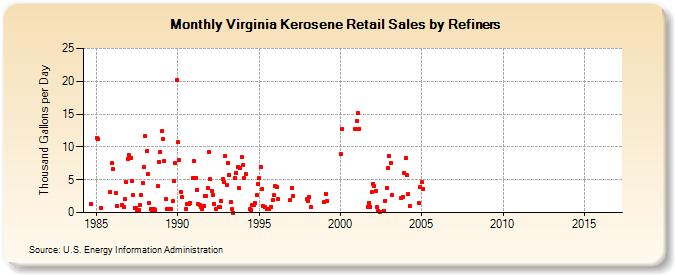 Monthly Virginia Kerosene Retail Sales by Refiners
Thousand Gallons per Day
25
20
15
10
5
0
1985 1990 1995 2000 2005 2010 2015
Source: U.S. Energy Information Administration